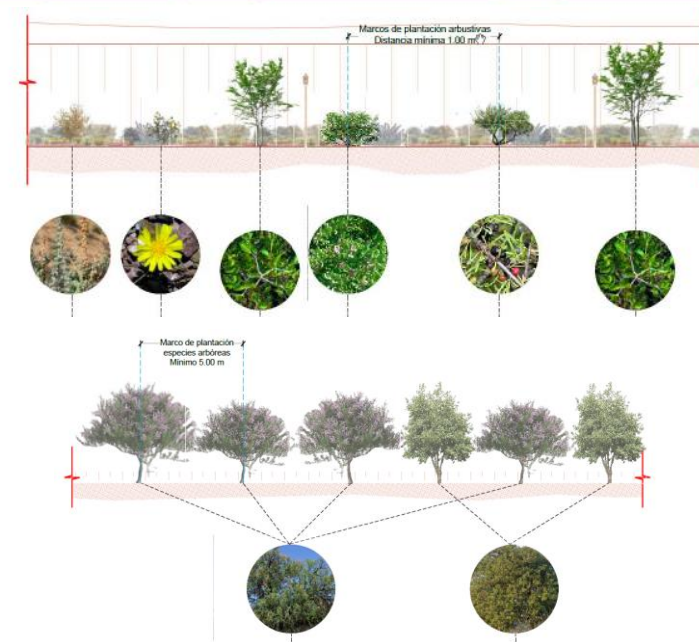 Marcos de plantación arbustivas
Distancia mínima 1.00 m
Marco de plantación
especies arbóreas
Mínimo 5.00 m